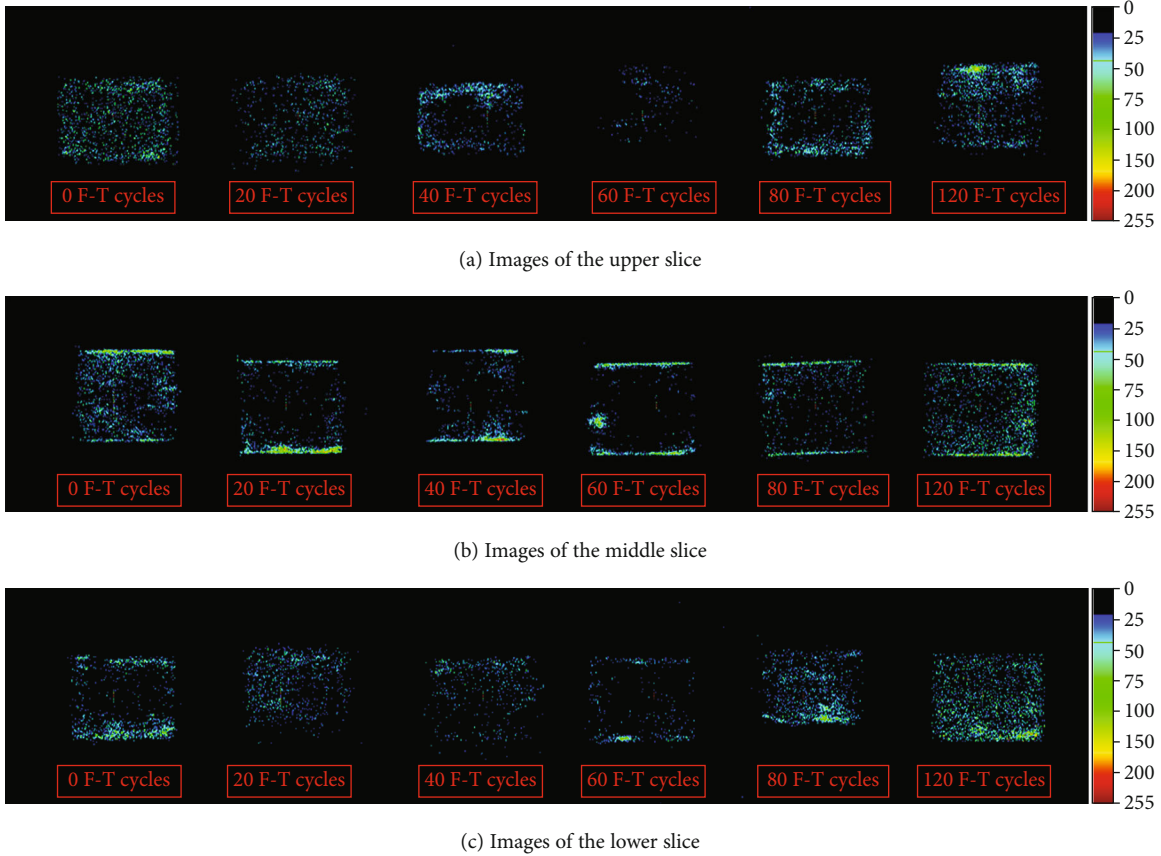 0
25
50
75
100
150
200
255
0 F-T cycles
20 F-T cycles
40 F-T cycles
60 F-T cycles
80 F-T cycles
120 F-T cycles
(a) Images of the upper slice
0
25
50
75
100
150
200
255
0 F-T cycles
20 F-T cycles
40 F-T cycles
60 F-T cycles
80 F-T cycles
120 F-T cycles
(b) Images of the middle slice
0
25
50
75
100
150
200
255
0 F-T cycles
20 F-T cycles
40 F-T cycles
60 F-T cycles
80 F-T cycles
120 F-T cycles
(c) Images of the lower slice